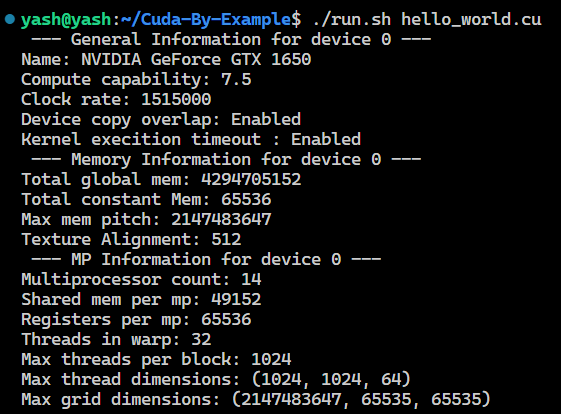 yash@yash:~/Cuda-By-Example$ ./run.sh hello_world.cu
--- General Information for device 0 ---
Name: NVIDIA GeForce GTX 1650
Compute capability: 7.5
Clock rate: 1515000
Device copy overlap: Enabled
Kernel execition timeout : Enabled
--- Memory Information for device 0 ---
Total global mem: 4294705152
Total constant Mem: 65536
Max mem pitch: 2147483647
Texture Alignment: 512
--- MP Information for device 0 ---
Multiprocessor count: 14
Shared mem per mp: 49152
Registers per mp: 65536
Threads in warp: 32
Max threads per block: 1024
Max thread dimensions: (1024, 1024, 64)
Max grid dimensions: (2147483647, 65535, 65535)